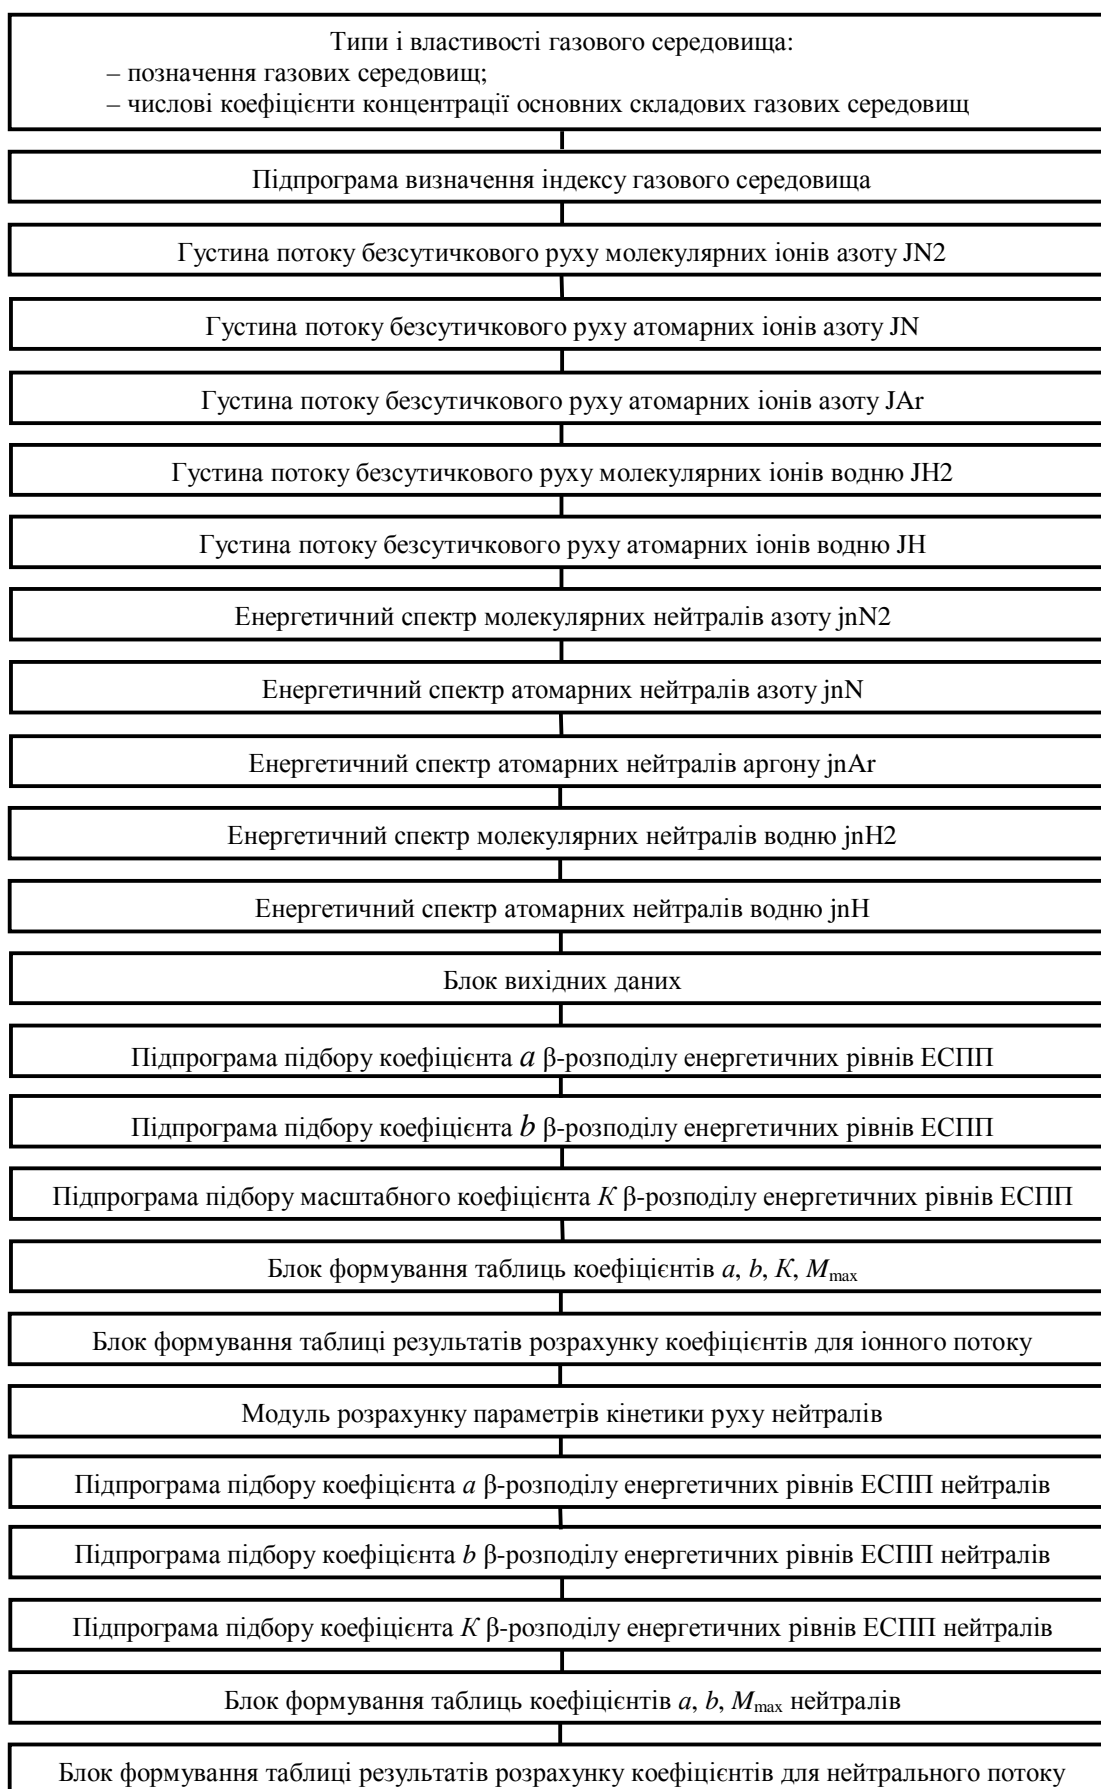 Типи і властивості газового середовища:
– позначення газових середовищ;
– числові коефіцієнти концентрації основних складових газових середовищ
Підпрограма визначення індексу газового середовища
Густина потоку безсутичкового руху молекулярних іонів азоту JN2
Густина потоку безсутичкового руху атомарних іонів азоту JN
Густина потоку безсутичкового руху атомарних іонів азоту JAr
Густина потоку безсутичкового руху молекулярних іонів водню JH2
Густина потоку безсутичкового руху атомарних іонів водню JH
Енергетичний спектр молекулярних нейтралів азоту jnN2
Енергетичний спектр атомарних нейтралів азоту jnN
Енергетичний спектр атомарних нейтралів аргону jnAr
Енергетичний спектр молекулярних нейтралів водню jnH2
Енергетичний спектр атомарних нейтралів водню jnH
Блок вихідних даних
Підпрограма підбору коефіцієнта a β-розподілу енергетичних рівнів ЕСПП
Підпрограма підбору коефіцієнта b β-розподілу енергетичних рівнів ЕСПП
Підпрограма підбору масштабного коефіцієнта К β-розподілу енергетичних рівнів ЕСПП
Блок формування таблиць коефіцієнтів a, b, К, M_max
Блок формування таблиці результатів розрахунку коефіцієнтів для іонного потоку
Модуль розрахунку параметрів кінетики руху нейтралів
Підпрограма підбору коефіцієнта a β-розподілу енергетичних рівнів ЕСПП нейтралів
Підпрограма підбору коефіцієнта b β-розподілу енергетичних рівнів ЕСПП нейтралів
Підпрограма підбору коефіцієнта К β-розподілу енергетичних рівнів ЕСПП нейтралів
Блок формування таблиць коефіцієнтів a, b, M_max нейтралів
Блок формування таблиці результатів розрахунку коефіцієнтів для нейтрального потоку